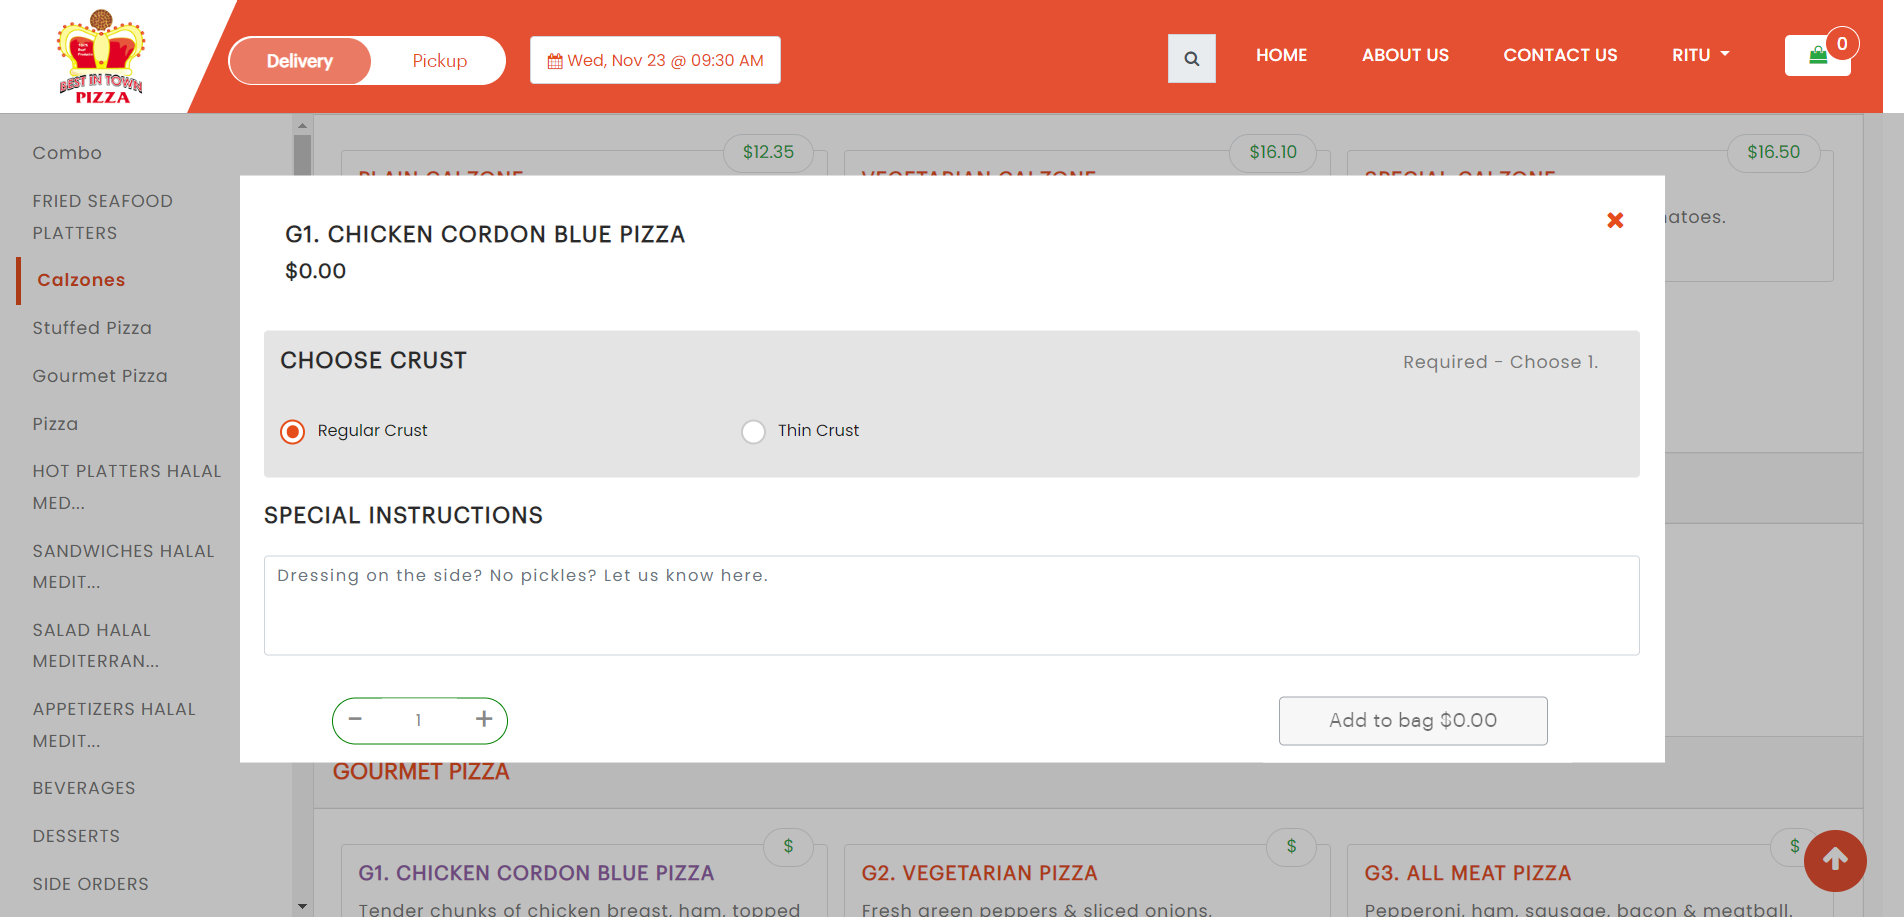 BEST IN TOWN
PIZZA
Delivery
Pickup
Wed, Nov 23 @ 09:30 AM
HOME
ABOUT US
CONTACT US
RITU
0
Combo
FRIED SEAFOOD
PLATTERS
Calzones
Stuffed Pizza
Gourmet Pizza
Pizza
HOT PLATTERS HALAL
MED...
SANDWICHES HALAL
MEDIT...
SALAD HALAL
MEDITERRAN...
APPETIZERS HALAL
MEDIT...
BEVERAGES
DESSERTS
SIDE ORDERS
$12.35
$16.10
$16.50
PLAIN CALZONE
VEGETARIAN CALZONE
SPECIAL CALZONE
atoes.
G1. CHICKEN CORDON BLUE PIZZA
$0.00
CHOOSE CRUST
Required - Choose 1.
Regular Crust
Thin Crust
SPECIAL INSTRUCTIONS
Dressing on the side? No pickles? Let us know here.
− 1 +
Add to bag $0.00
GOURMET PIZZA
$
$
$
G1. CHICKEN CORDON BLUE PIZZA
G2. VEGETARIAN PIZZA
G3. ALL MEAT PIZZA
Tender chunks of chicken breast, ham, topped
Fresh green peppers & sliced onions,
Pepperoni, ham, sausage, bacon & meatball.